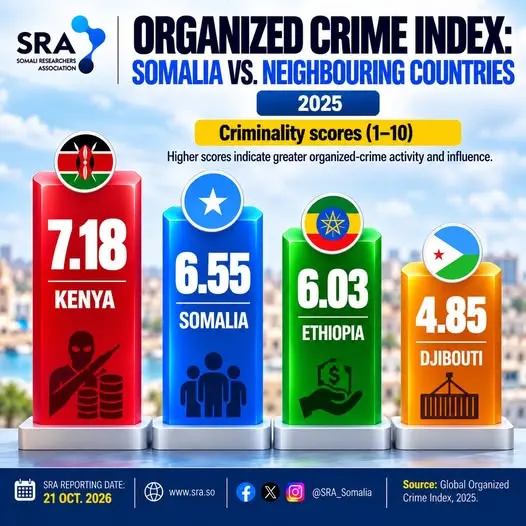 SRA
SOMALI RESEARCHERS
ASSOCIATION
ORGANIZED CRIME INDEX:
SOMALIA VS. NEIGHBOURING COUNTRIES
2025
Criminality scores (1–10)
Higher scores indicate greater organized-crime activity and influence.
7.18
KENYA
6.55
SOMALIA
6.03
ETHIOPIA
$
4.85
DJIBOUTI
SRA REPORTING DATE:
21 OCT. 2026
www.sra.so
@SRA_Somalia
Source: Global Organized
Crime Index, 2025.